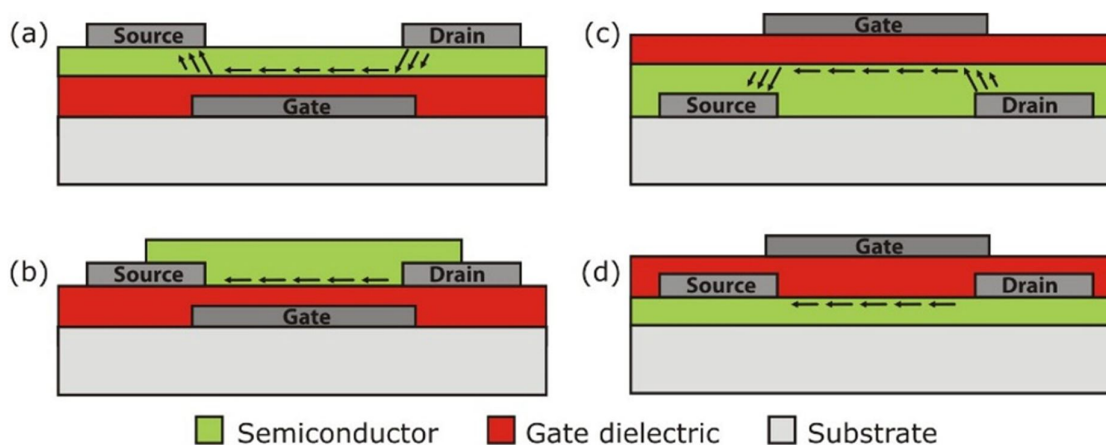 (a)
Source
Drain
Gate
(c)
Gate
Source
Drain
(b)
Source
Drain
Gate
(d)
Gate
Source
Drain
Semiconductor
Gate dielectric
Substrate